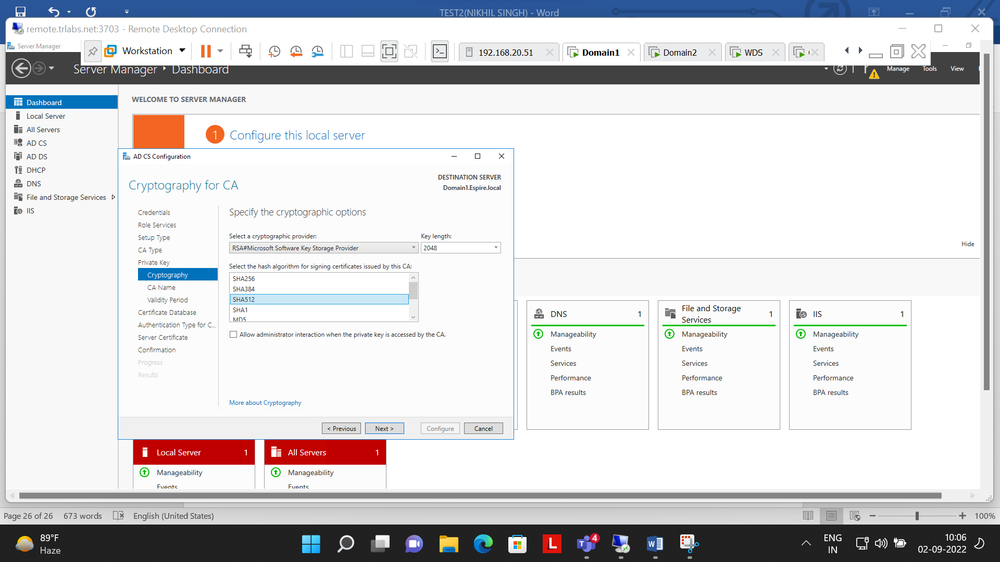 TEST2(NIKHIL SINGH) - Word
remote.trlabs.net:3703 - Remote Desktop Connection
Server Manager
Workstation
192.168.20.51
Domain1
Domain2
WDS
Server Manager • Dashboard
Manage
Tools
View
Dashboard
Local Server
All Servers
AD CS
AD DS
DHCP
DNS
File and Storage Services
IIS
WELCOME TO SERVER MANAGER
1 Configure this local server
Hide
AD CS Configuration
Cryptography for CA
DESTINATION SERVER
Domain1.Espire.local
Credentials
Role Services
Setup Type
CA Type
Private Key
Cryptography
CA Name
Validity Period
Certificate Database
Authentication Type for C...
Server Certificate
Confirmation
Progress
Results
Specify the cryptographic options
Select a cryptographic provider:
Key length:
RSA#Microsoft Software Key Storage Provider
2048
Select the hash algorithm for signing certificates issued by this CA:
SHA256
SHA384
SHA512
SHA1
MD5
Allow administrator interaction when the private key is accessed by the CA.
More about Cryptography
< Previous
Next >
Configure
Cancel
DNS 1
Manageability
Events
Services
Performance
BPA results
File and Storage
Services
1
Manageability
Events
Services
Performance
BPA results
IIS 1
Manageability
Events
Services
Performance
BPA results
Local Server 1
Manageability
Events
All Servers 1
Manageability
Events
Page 26 of 26
673 words
English (United States)
100%
89°F
Haze
L
4
ENG
IN
10:06
02-09-2022